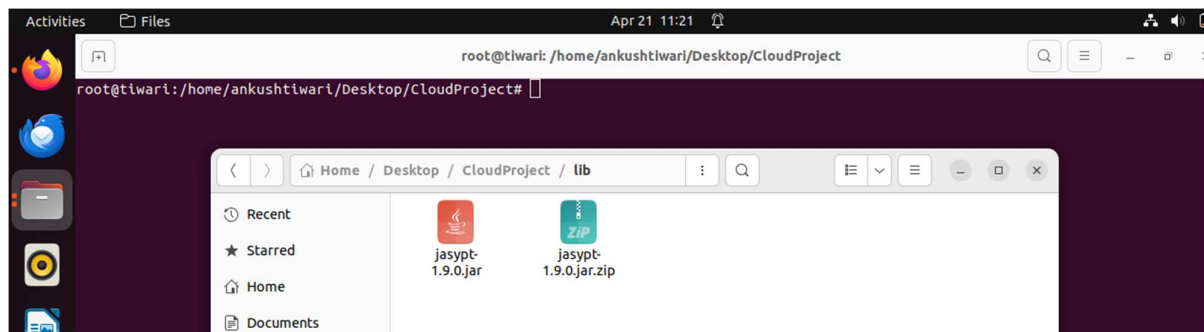 Activities Files Apr 21 11:21
root@tiwari: /home/ankushtiwari/Desktop/CloudProject
root@tiwari:/home/ankushtiwari/Desktop/CloudProject#
Home / Desktop / CloudProject / lib
Recent
Starred
Home
Documents
jasypt-
1.9.0.jar
ZIP
jasypt-
1.9.0.jar.zip